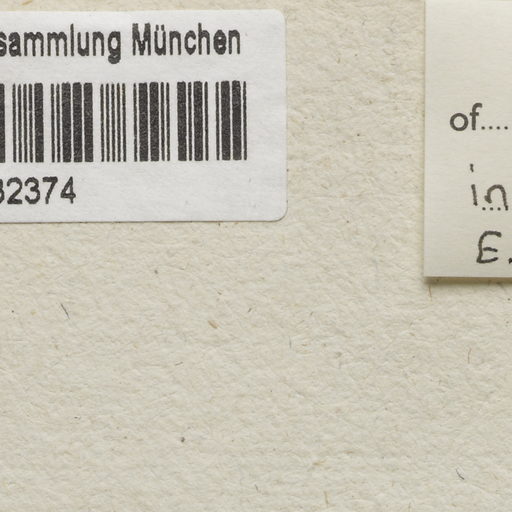 sammlung München
32374
of....
in
E.